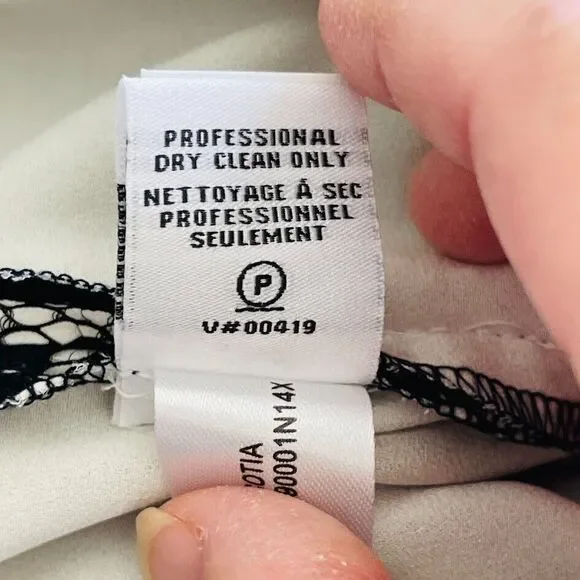 PROFESSIONAL
DRY CLEAN ONLY
NETTOYAGE À SEC
PROFESSIONNEL
SEULEMENT
P
V#00419
OTIA
90001N14X